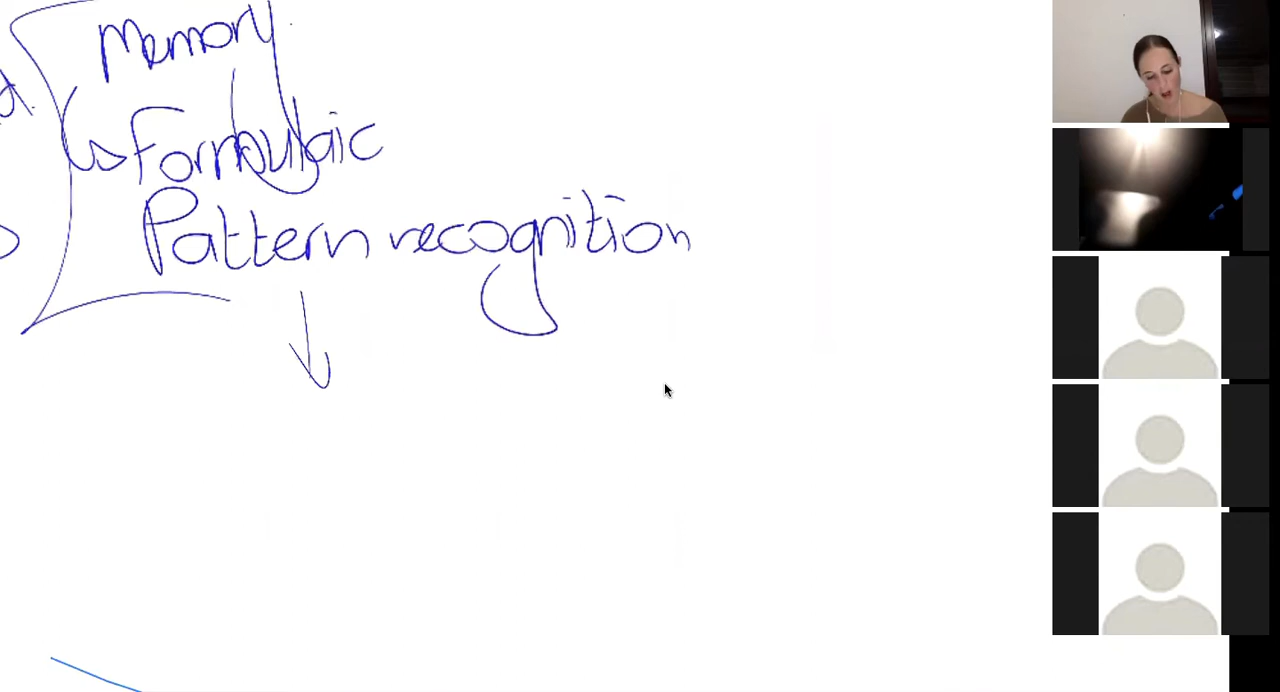 Memory
d.
Formulaic
Pattern recognition